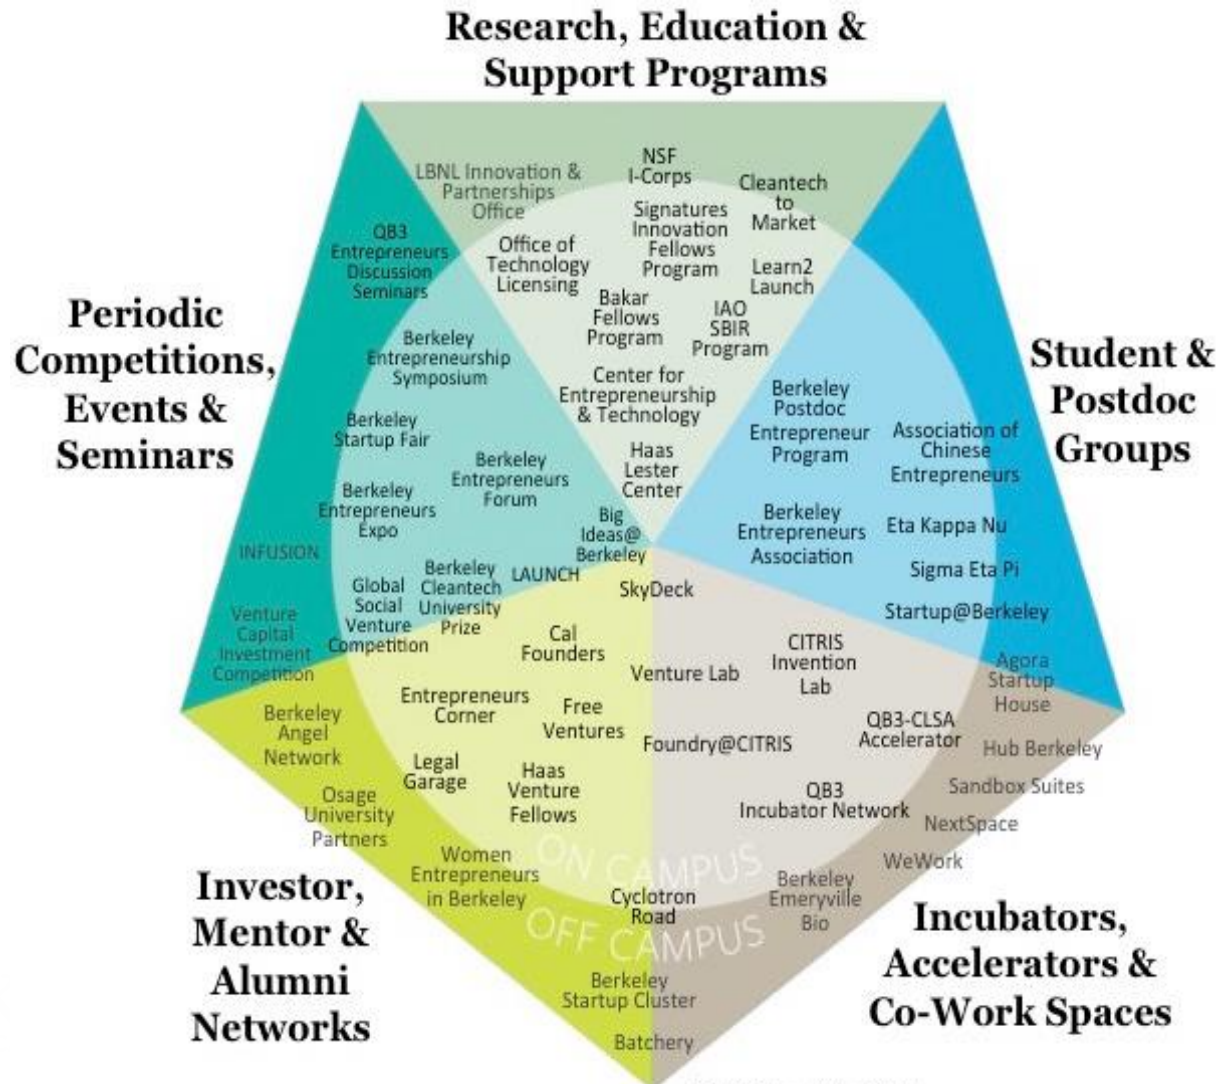 Research, Education &
Support Programs
LBNL Innovation &
Partnerships
Office
NSF
I-Corps
Cleantech
to
Market
Signatures
Innovation
Fellows
Program
Office of
Technology
Licensing
Learn2
Launch
Bakar
Fellows
Program
IAO
SBIR
Program
Center for
Entrepreneurship
& Technology
Haas
Lester
Center
Periodic
Competitions,
Events &
Seminars
QB3
Entrepreneurs
Discussion
Seminars
Berkeley
Entrepreneurship
Symposium
Berkeley
Startup Fair
Berkeley
Entrepreneurs
Forum
Berkeley
Entrepreneurs
Expo
Big
Ideas@
Berkeley
INFUSION
LAUNCH
Berkeley
Cleantech
University
Prize
Global
Social
Venture
Competition
Venture
Capital
Investment
Competition
Student &
Postdoc
Groups
Berkeley
Postdoc
Entrepreneur
Program
Association of
Chinese
Entrepreneurs
Berkeley
Entrepreneurs
Association
Eta Kappa Nu
Sigma Eta Pi
Startup@Berkeley
SkyDeck
Cal
Founders
Entrepreneurs
Corner
Free
Ventures
Berkeley
Angel
Network
Legal
Garage
Haas
Venture
Fellows
Osage
University
Partners
Women
Entrepreneurs
in Berkeley
Investor,
Mentor &
Alumni
Networks
Venture Lab
CITRIS
Invention
Lab
Agora
Startup
House
Foundry@CITRIS
QB3-CLSA
Accelerator
Hub Berkeley
Sandbox Suites
QB3
Incubator Network
NextSpace
WeWork
Berkeley
Emeryville
Bio
ON CAMPUS
Cyclotron
Road
OFF CAMPUS
Berkeley
Startup Cluster
Batchery
Incubators,
Accelerators &
Co-Work Spaces